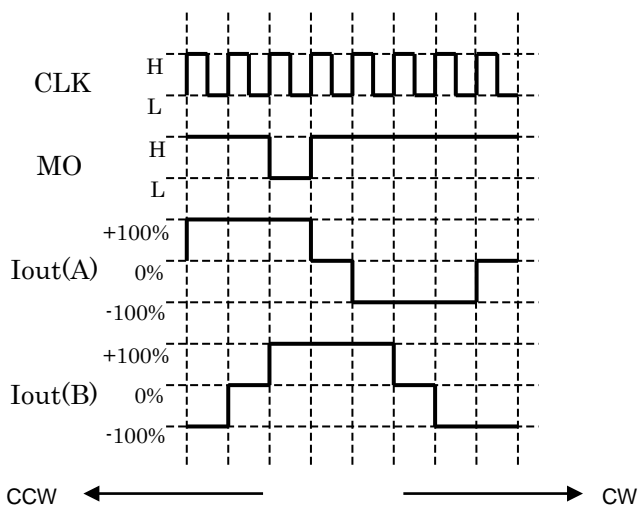 CLK
H
L
MO
H
L
Iout(A)
+100%
0%
-100%
Iout(B)
+100%
0%
-100%
CCW
CW